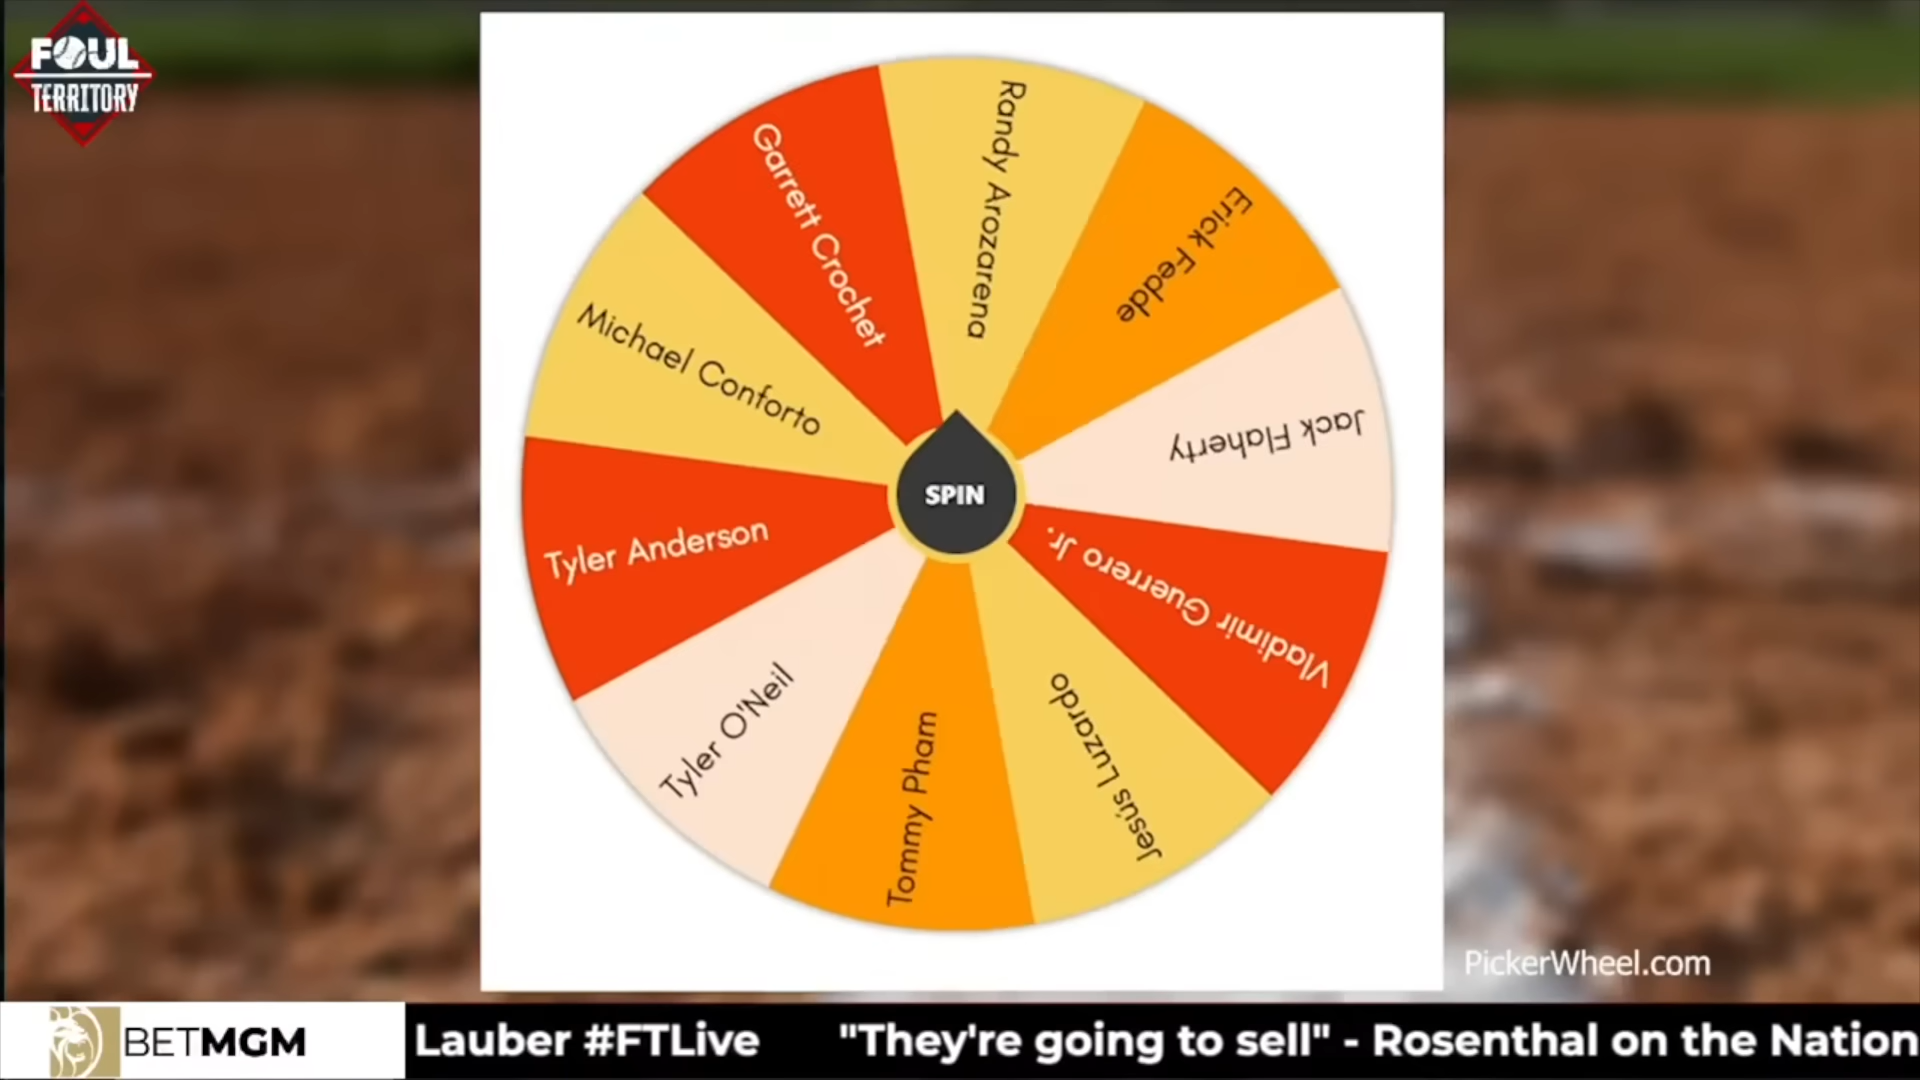 FOUL
TERRITORY
Randy Arozarena
Erick Fedde
Jack Flaherty
Vladimir Guerrero Jr.
Jesús Luzardo
Tommy Pham
Tyler O'Neil
Tyler Anderson
Michael Conforto
Garrett Crochet
SPIN
PickerWheel.com
BETMGM
Lauber #FTLive "They're going to sell" - Rosenthal on the Nation